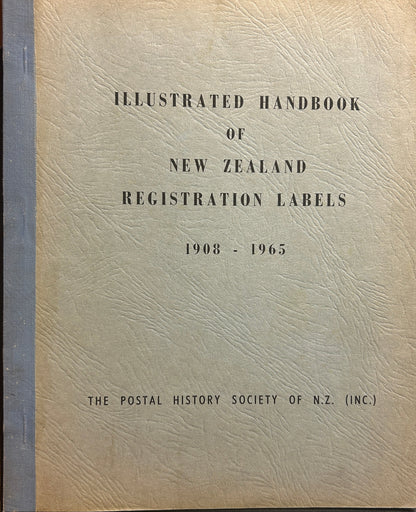 ILLUSTRATED HANDBOOK
OF
NEW ZEALAND
REGISTRATION LABELS
1908 - 1965
THE POSTAL HISTORY SOCIETY OF N.Z. (INC.)